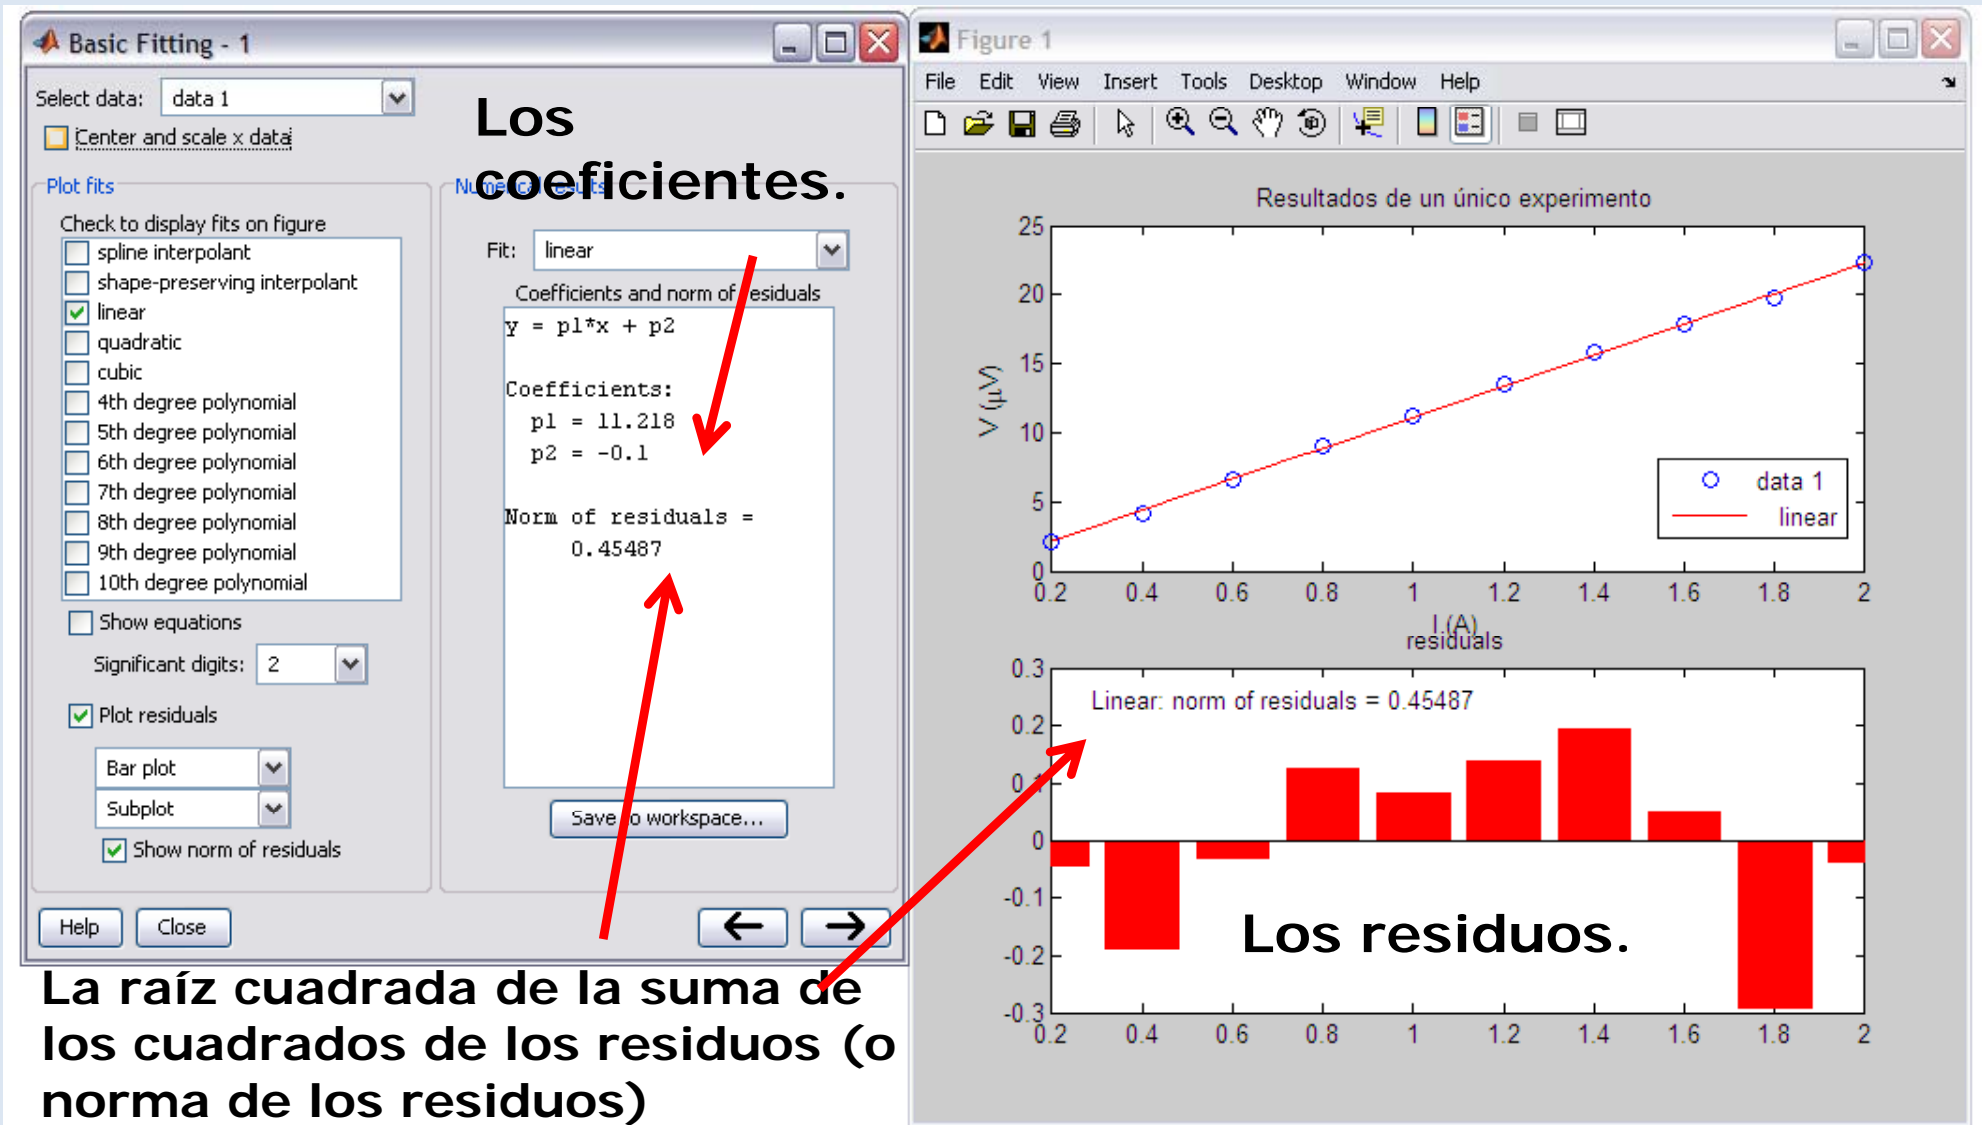 Basic Fitting - 1
Select data: data 1
Center and scale x data
Los
coeficientes.
Plot fits
Check to display fits on figure
spline interpolant
shape-preserving interpolant
linear
quadratic
cubic
4th degree polynomial
5th degree polynomial
6th degree polynomial
7th degree polynomial
8th degree polynomial
9th degree polynomial
10th degree polynomial
Show equations
Significant digits: 2
Plot residuals
Bar plot
Subplot
Show norm of residuals
Help Close
Numerical results
Fit: linear
Coefficients and norm of residuals
y = p1*x + p2
Coefficients:
p1 = 11.218
p2 = -0.1
Norm of residuals =
0.45487
Save to workspace...
La raíz cuadrada de la suma de
los cuadrados de los residuos (o
norma de los residuos)
Figure 1
File Edit View Insert Tools Desktop Window Help
Resultados de un único experimento
25
20
15
10
5
0
V (μV)
data 1
linear
0.2 0.4 0.6 0.8 1 1.2 1.4 1.6 1.8 2
I (A)
residuals
0.3
0.2
0.1
0
-0.1
-0.2
-0.3
Linear: norm of residuals = 0.45487
Los residuos.
0.2 0.4 0.6 0.8 1 1.2 1.4 1.6 1.8 2